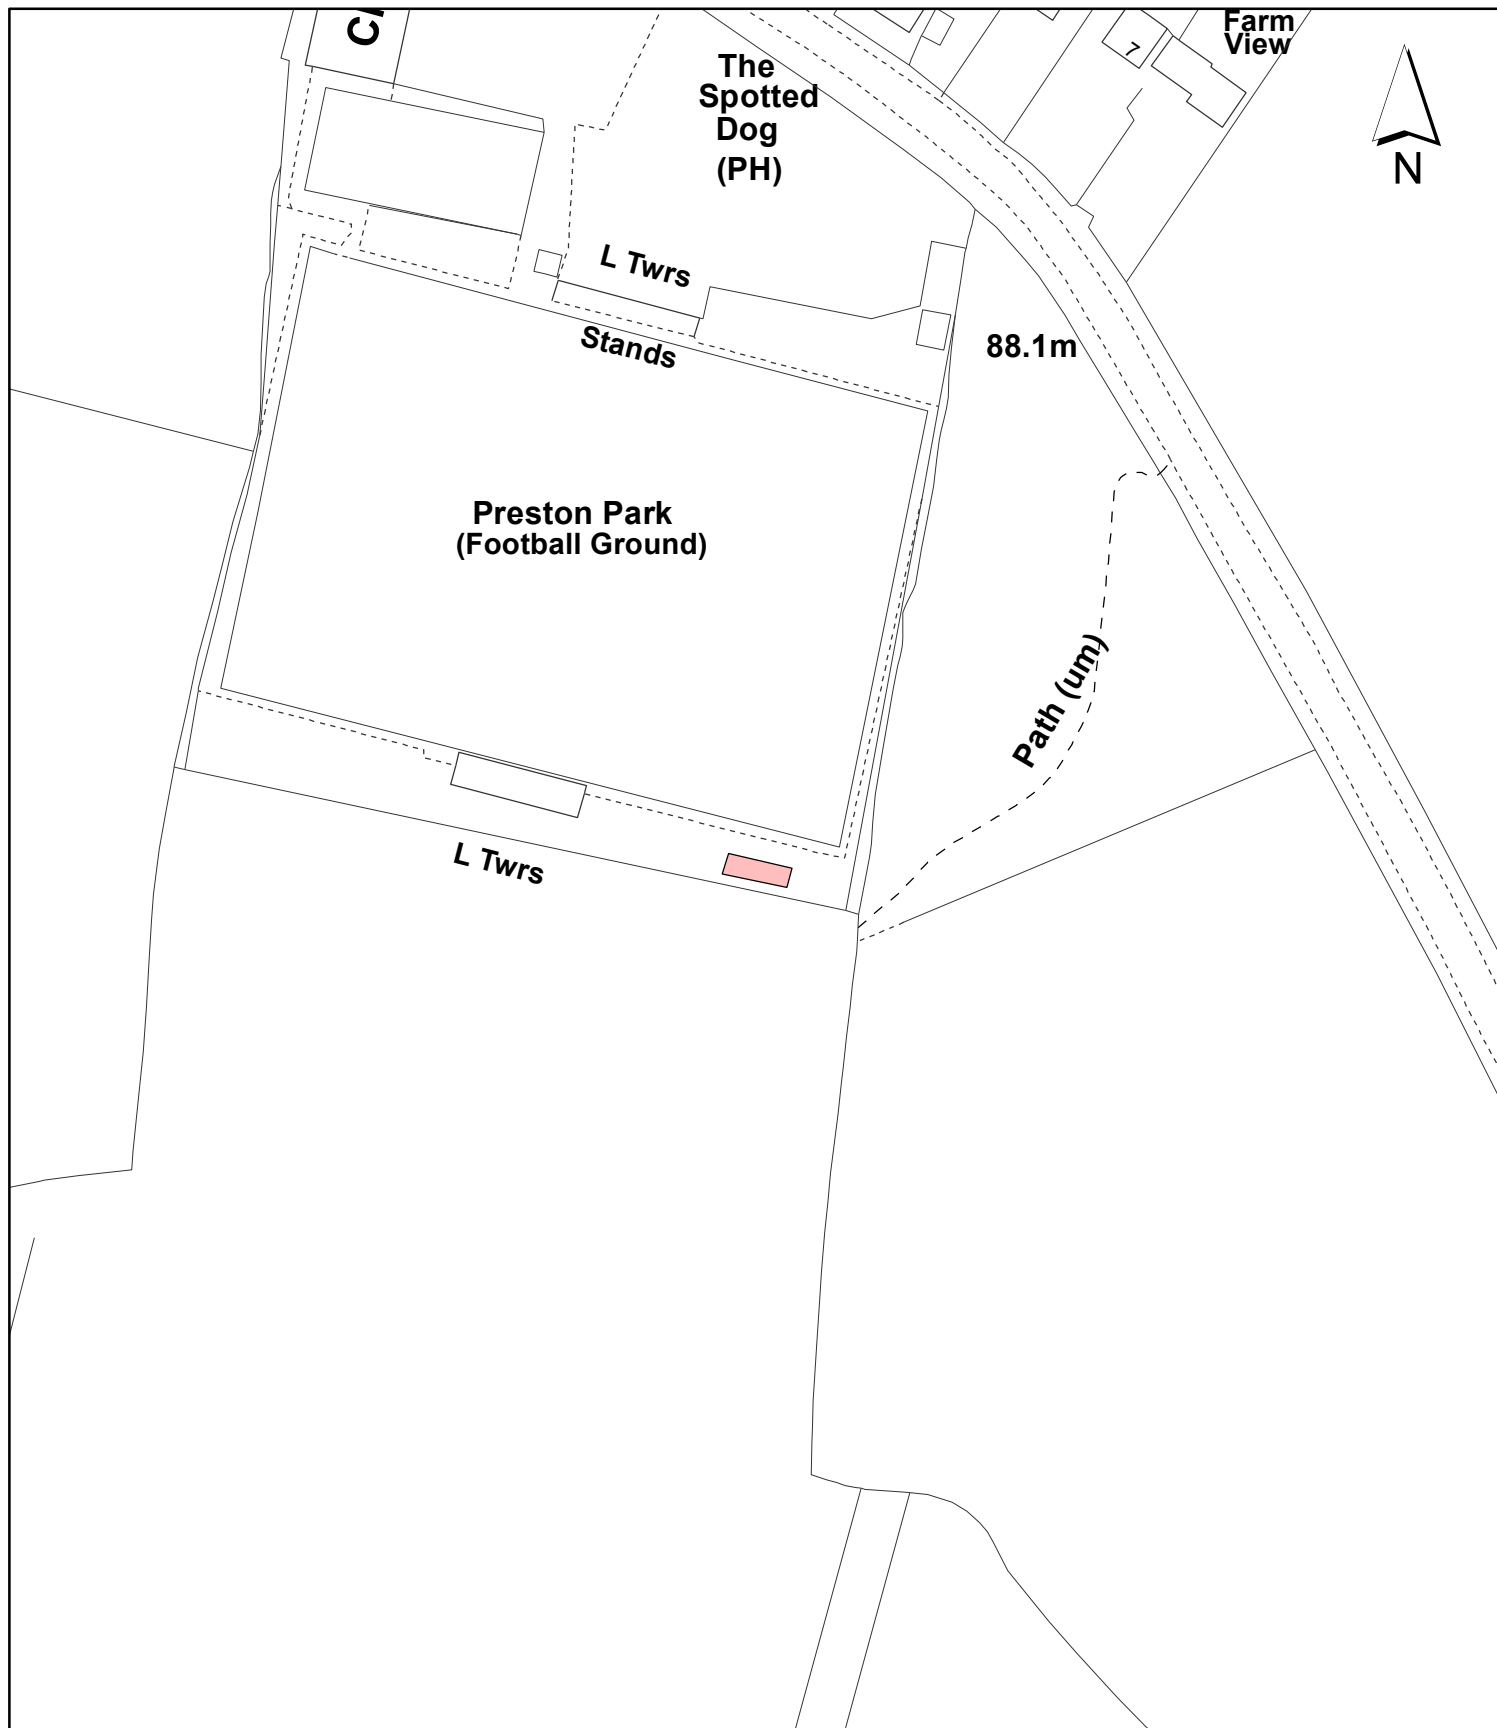 Farm
View
7
The
Spotted
Dog
(PH)
N
L Twrs
Stands
88.1m
Preston Park
(Football Ground)
Path (um)
L Twrs